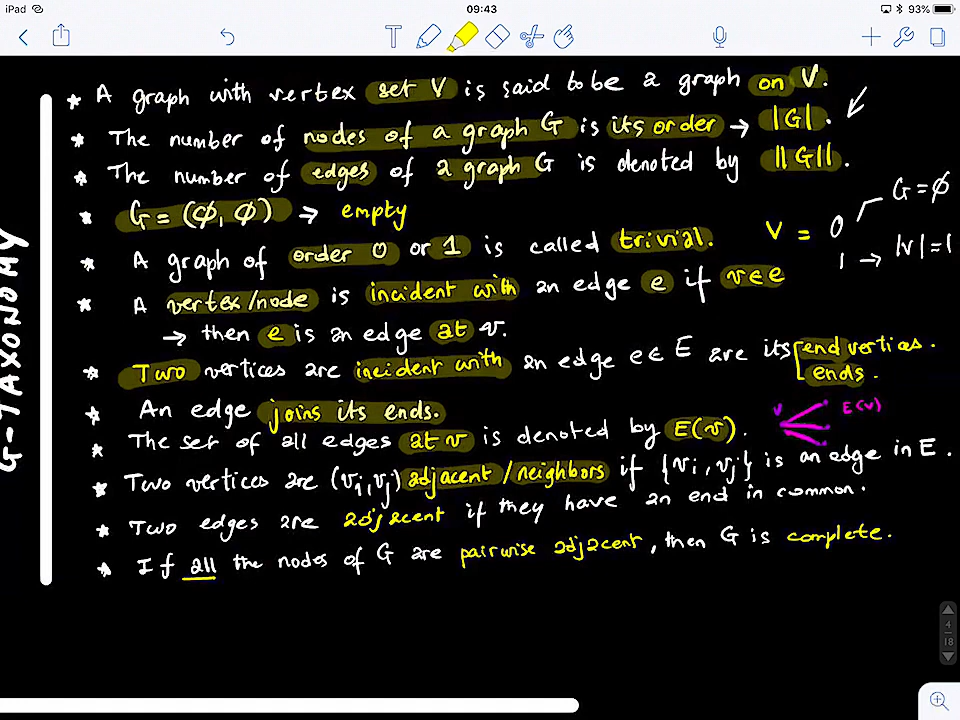 iPad 09:43 93%
* A graph with vertex set V is said to be a graph on V.
* The number of nodes of a graph G is its order → |G|.
* The number of edges of a graph G is denoted by ||G||.
* G = (φ, φ) → empty
* A graph of order 0 or 1 is called trivial.
V = 0 G = φ
1 → |V| = 1
* A vertex/node is incident with an edge e if v∈e
→ then e is an edge at v.
* Two vertices are incident with an edge e∈E are its end vertices.
ends.
* An edge joins its ends.
* The set of all edges at v is denoted by E(v).
V E(v)
* Two vertices are (vi, vj) adjacent/neighbors if {vi, vj} is an edge in E.
* Two edges are adjacent if they have an end in common.
* If all the nodes of G are pairwise adjacent, then G is complete.
G-TAXONOMY
4
18